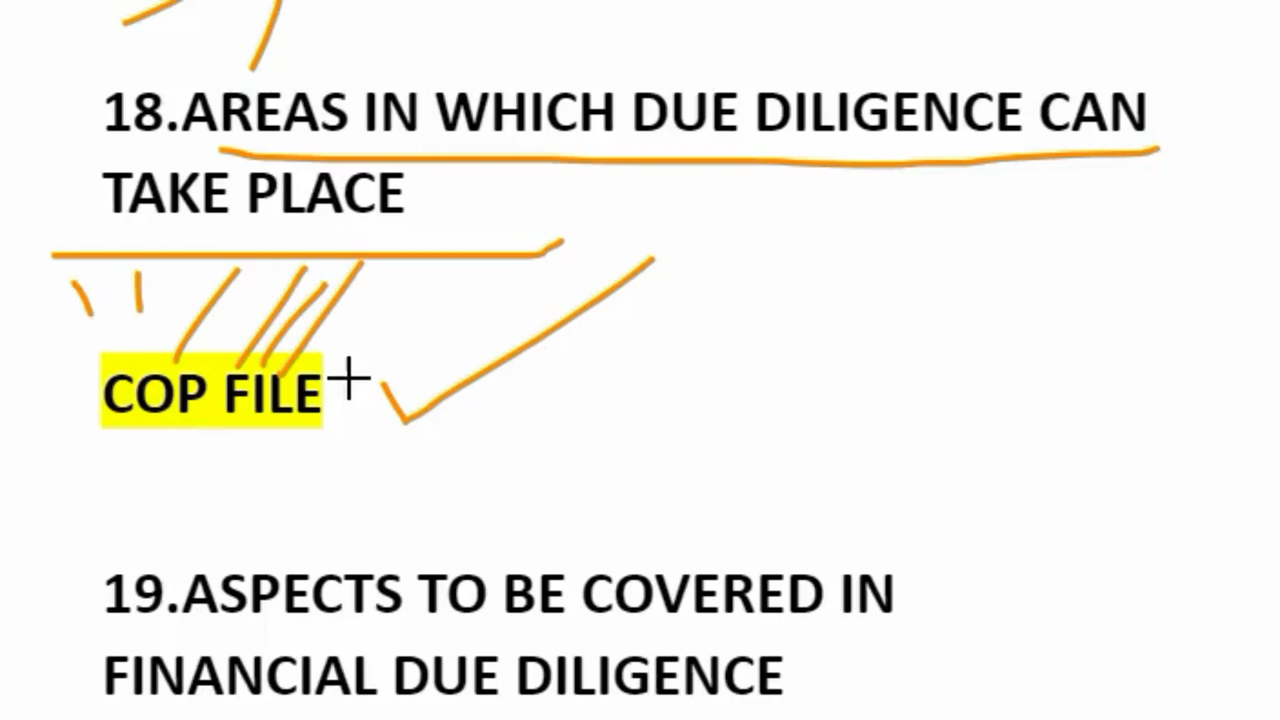 18.AREAS IN WHICH DUE DILIGENCE CAN
TAKE PLACE
COP FILE
19.ASPECTS TO BE COVERED IN
FINANCIAL DUE DILIGENCE